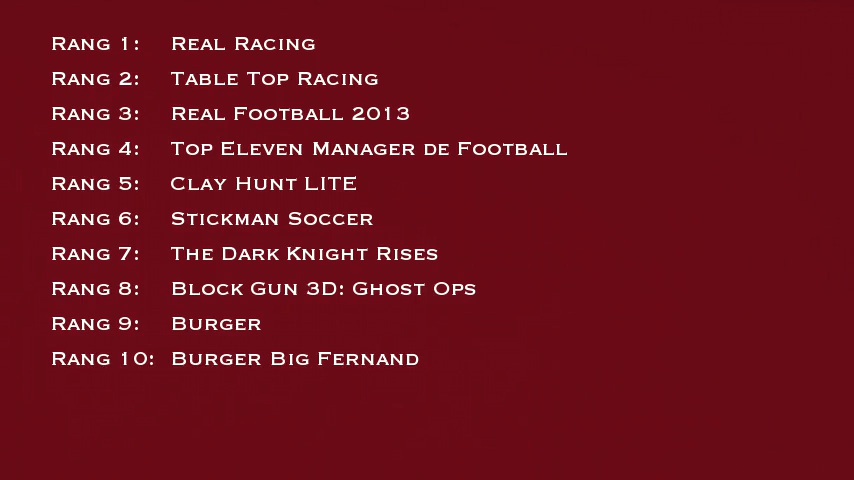 Rang 1: Real Racing
Rang 2: Table Top Racing
Rang 3: Real Football 2013
Rang 4: Top Eleven Manager de Football
Rang 5: Clay Hunt LITE
Rang 6: Stickman Soccer
Rang 7: The Dark Knight Rises
Rang 8: Block Gun 3D: Ghost Ops
Rang 9: Burger
Rang 10: Burger Big Fernand